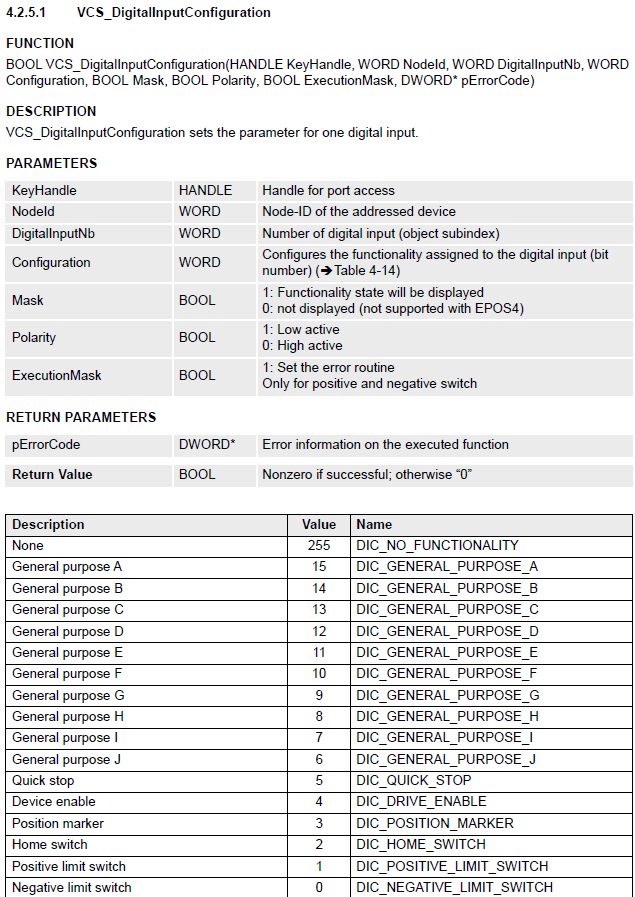 4.2.5.1 VCS_DigitalInputConfiguration
FUNCTION
BOOL VCS_DigitalInputConfiguration(HANDLE KeyHandle, WORD NodeId, WORD DigitalInputNb, WORD
Configuration, BOOL Mask, BOOL Polarity, BOOL ExecutionMask, DWORD* pErrorCode)
DESCRIPTION
VCS_DigitalInputConfiguration sets the parameter for one digital input.
PARAMETERS
KeyHandle HANDLE Handle for port access
NodeId WORD Node-ID of the addressed device
DigitalInputNb WORD Number of digital input (object subindex)
Configuration WORD Configures the functionality assigned to the digital input (bit
number) (➔Table 4-14)
Mask BOOL 1: Functionality state will be displayed
0: not displayed (not supported with EPOS4)
Polarity BOOL 1: Low active
0: High active
ExecutionMask BOOL 1: Set the error routine
Only for positive and negative switch
RETURN PARAMETERS
pErrorCode DWORD* Error information on the executed function
Return Value BOOL Nonzero if successful; otherwise “0”
Description Value Name
None 255 DIC_NO_FUNCTIONALITY
General purpose A 15 DIC_GENERAL_PURPOSE_A
General purpose B 14 DIC_GENERAL_PURPOSE_B
General purpose C 13 DIC_GENERAL_PURPOSE_C
General purpose D 12 DIC_GENERAL_PURPOSE_D
General purpose E 11 DIC_GENERAL_PURPOSE_E
General purpose F 10 DIC_GENERAL_PURPOSE_F
General purpose G 9 DIC_GENERAL_PURPOSE_G
General purpose H 8 DIC_GENERAL_PURPOSE_H
General purpose I 7 DIC_GENERAL_PURPOSE_I
General purpose J 6 DIC_GENERAL_PURPOSE_J
Quick stop 5 DIC_QUICK_STOP
Device enable 4 DIC_DRIVE_ENABLE
Position marker 3 DIC_POSITION_MARKER
Home switch 2 DIC_HOME_SWITCH
Positive limit switch 1 DIC_POSITIVE_LIMIT_SWITCH
Negative limit switch 0 DIC_NEGATIVE_LIMIT_SWITCH